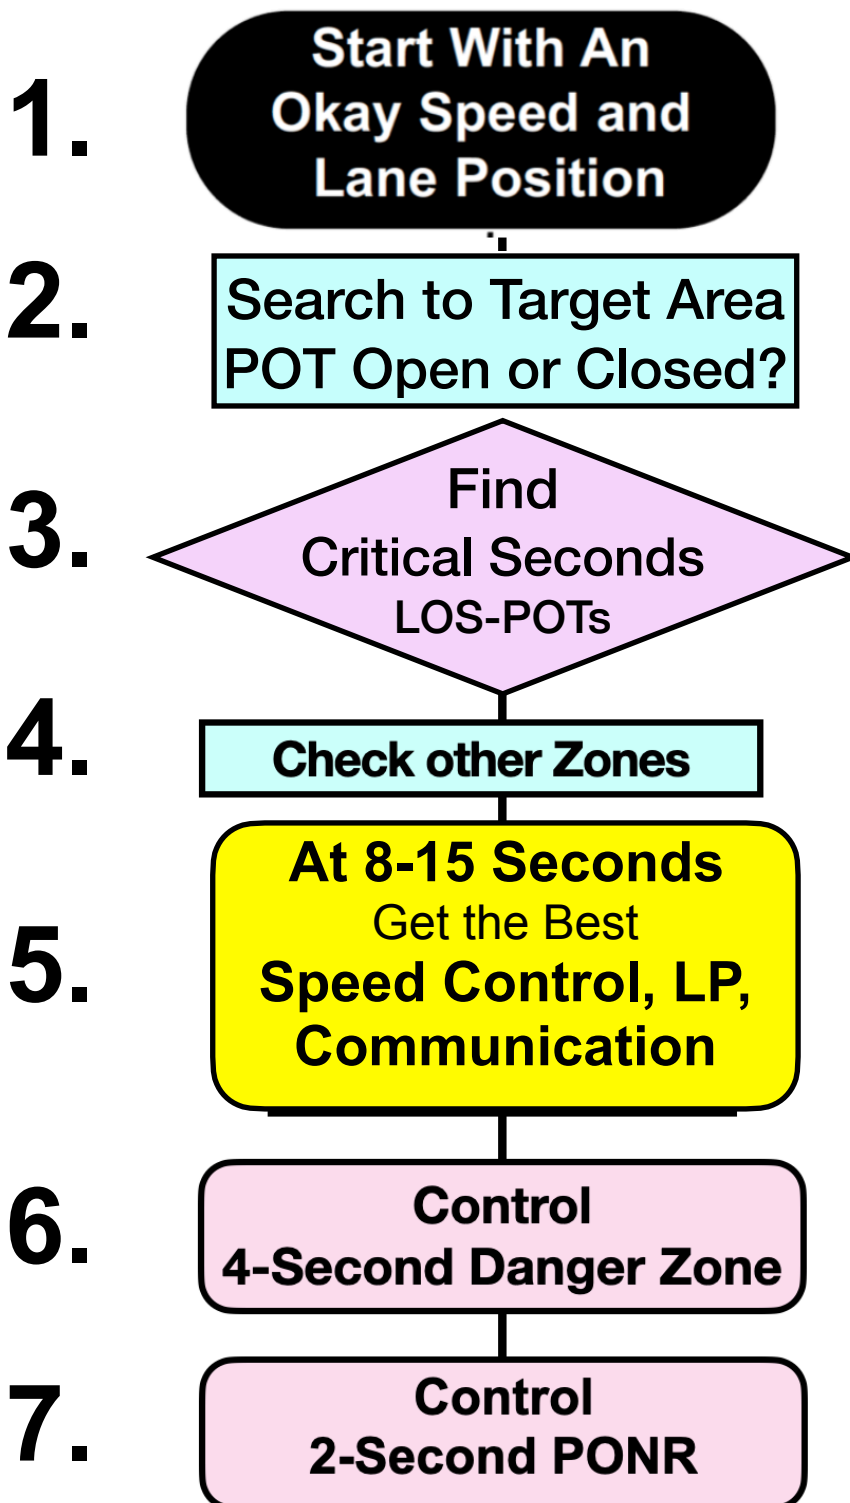 1.
Start With An
Okay Speed and
Lane Position
2.
Search to Target Area
POT Open or Closed?
3.
Find
Critical Seconds
LOS-POTs
4.
Check other Zones
5.
At 8-15 Seconds
Get the Best
Speed Control, LP,
Communication
6.
Control
4-Second Danger Zone
7.
Control
2-Second PONR